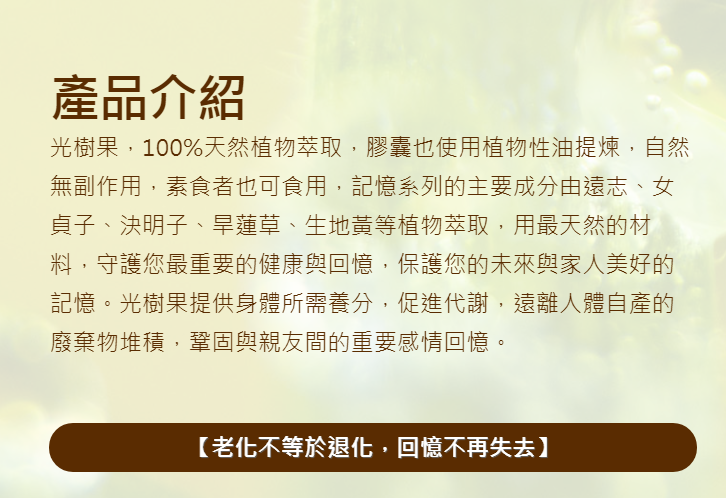 產品介紹
光樹果，100%天然植物萃取，膠囊也使用植物性油提煉，自然
無副作用，素食者也可食用，記憶系列的主要成分由遠志、女
貞子、決明子、旱蓮草、生地黃等植物萃取，用最天然的材
料，守護您最重要的健康與回憶，保護您的未來與家人美好的
記憶。光樹果提供身體所需養分，促進代謝，遠離人體自產的
廢棄物堆積，鞏固與親友間的重要感情回憶。
【老化不等於退化，回憶不再失去】